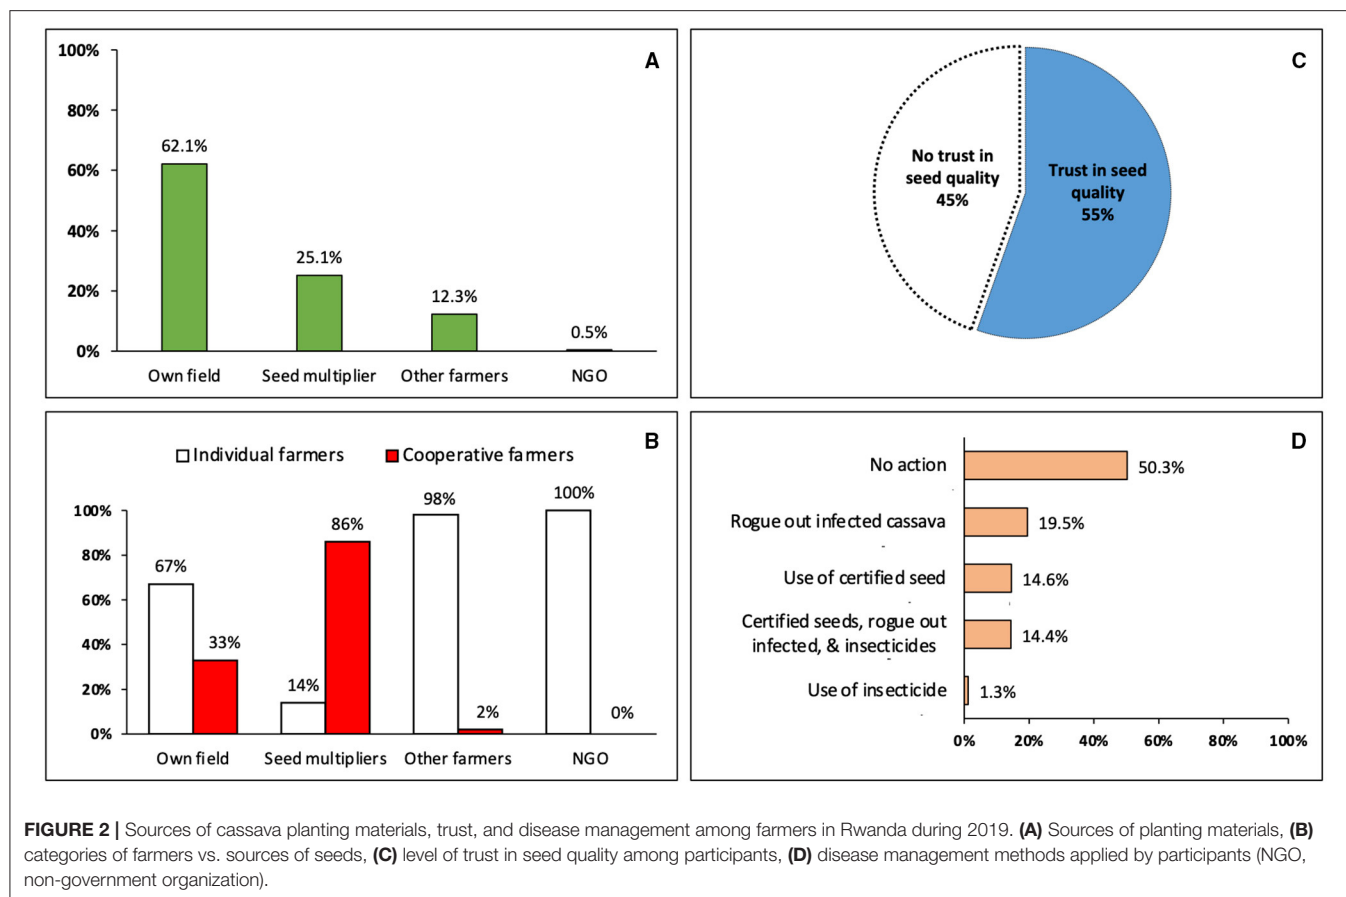 A
100%
80%
60%
40%
20%
0%
62.1%
25.1%
12.3%
0.5%
Own field
Seed multiplier
Other farmers
NGO
C
No trust in
seed quality
45%
Trust in seed
quality
55%
B
Individual farmers
Cooperative farmers
100%
80%
60%
40%
20%
0%
67%
33%
14%
86%
98%
2%
100%
0%
Own field
Seed multipliers
Other farmers
NGO
D
No action
50.3%
Rogue out infected cassava
19.5%
Use of certified seed
14.6%
Certified seeds, rogue out
infected, & insecticides
14.4%
Use of insecticide
1.3%
0%
20%
40%
60%
80%
100%
FIGURE 2 | Sources of cassava planting materials, trust, and disease management among farmers in Rwanda during 2019. (A) Sources of planting materials, (B)
categories of farmers vs. sources of seeds, (C) level of trust in seed quality among participants, (D) disease management methods applied by participants (NGO,
non-government organization).